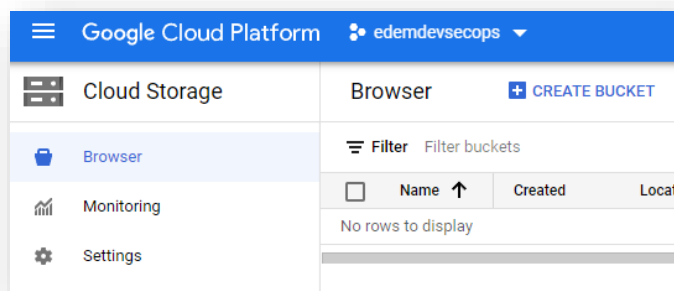 Google Cloud Platform edemdevsecops
Cloud Storage
Browser CREATE BUCKET
Browser
Filter Filter buckets
Monitoring
Name Created Locat
No rows to display
Settings